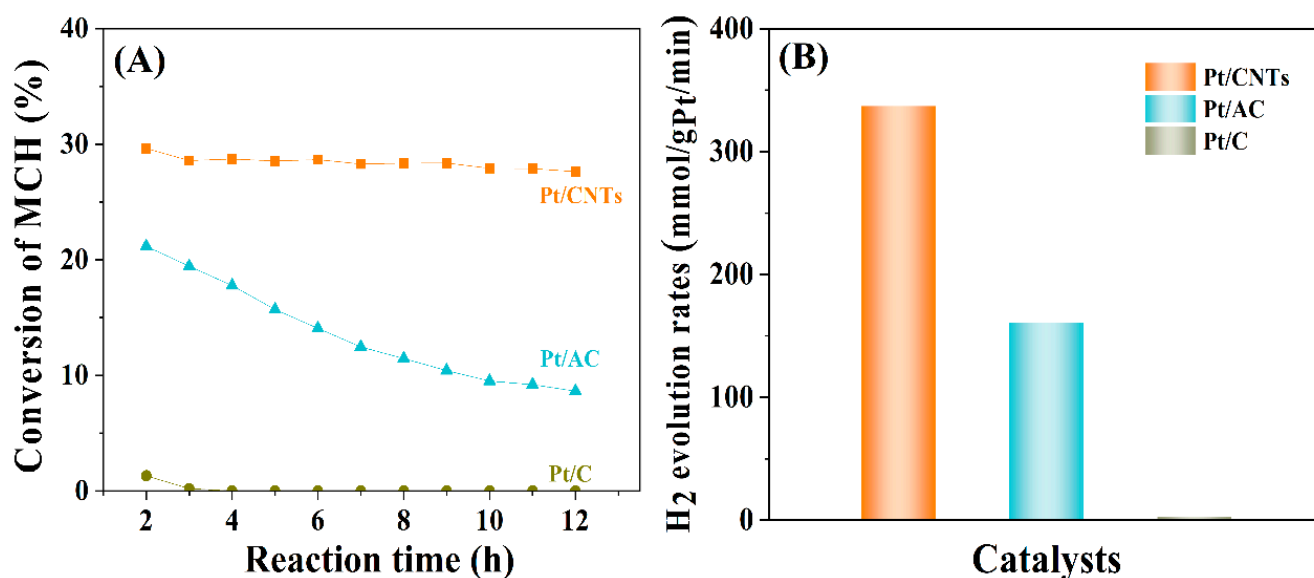 (A)
Conversion of MCH (%)
40
30
20
10
0
Pt/CNTs
Pt/AC
Pt/C
2
4
6
8
10
12
Reaction time (h)
(B)
H2 evolution rates (mmol/gPt/min)
400
300
200
100
0
Pt/CNTs
Pt/AC
Pt/C
Catalysts